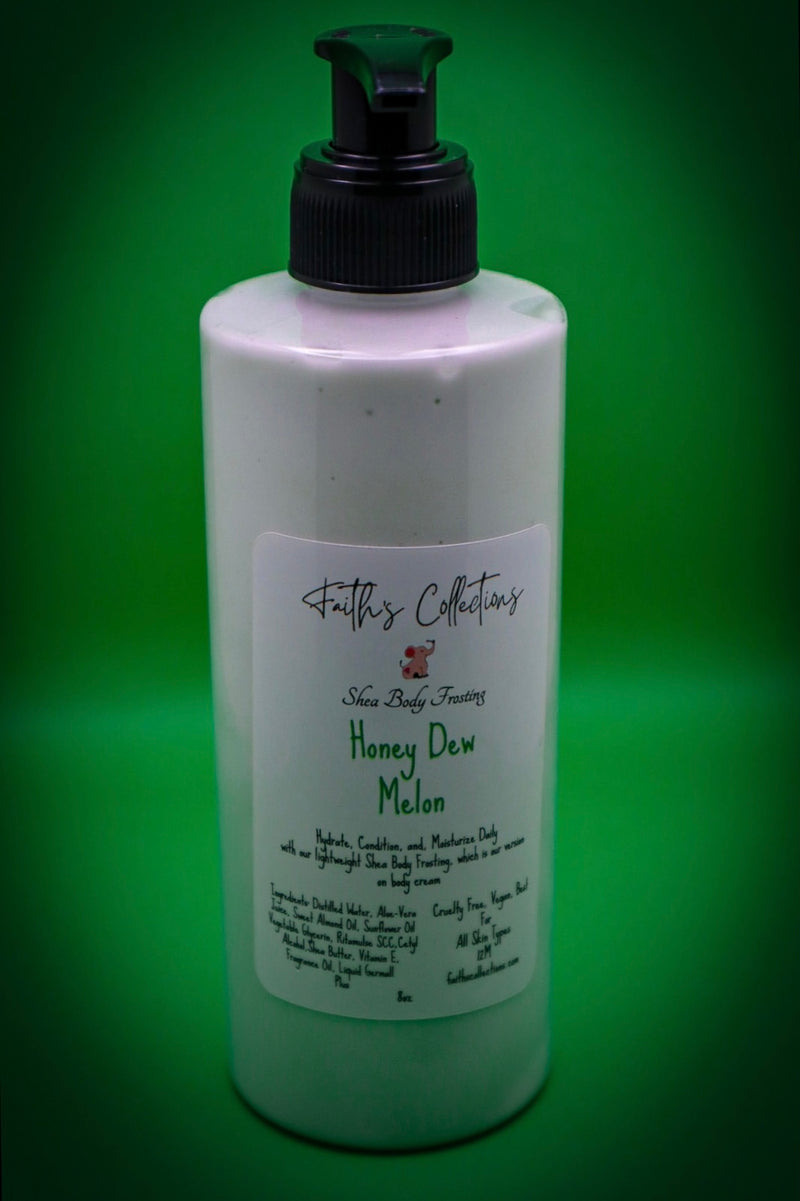 Faith's Collections
Shea Body Frosting
Honey Dew
Melon
Hydrate, Condition, and, Moisturize Daily
with our lightweight Shea Body Frosting, which is our version
on body cream
Ingredients: Distilled Water, Aloe-Vera
Juice, Sweet Almond Oil, Sunflower Oil
Vegetable Glycerin, Ritamulse SCC,Cetyl
Alcohol,Shea Butter, Vitamin E,
Fragrance Oil, Liquid Germall
Plus
Cruelty Free, Vegan, Best
For
All Skin Types
12M
faithscollections.com
8oz